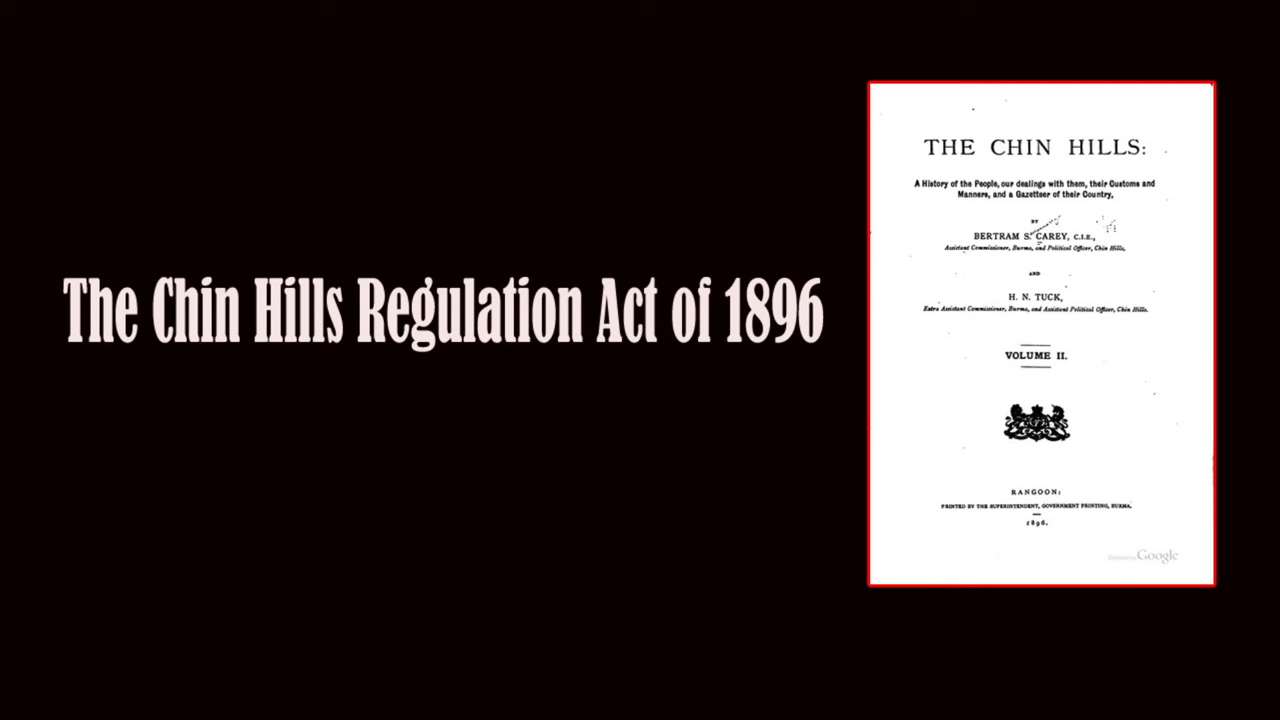 The Chin Hills Regulation Act of 1896
THE CHIN HILLS:
A History of the People, our dealings with them, their Customs and
Manners, and a Gazetteer of their Country,
BY
BERTRAM S. CAREY, C.I.E.,
Assistant Commissioner, Burma, and Political Officer, Chin Hills,
AND
H. N. TUCK,
Extra Assistant Commissioner, Burma, and Assistant Political Officer, Chin Hills.
VOLUME II.
RANGOON:
PRINTED BY THE SUPERINTENDENT, GOVERNMENT PRINTING, BURMA.
1896.
Digitized by Google